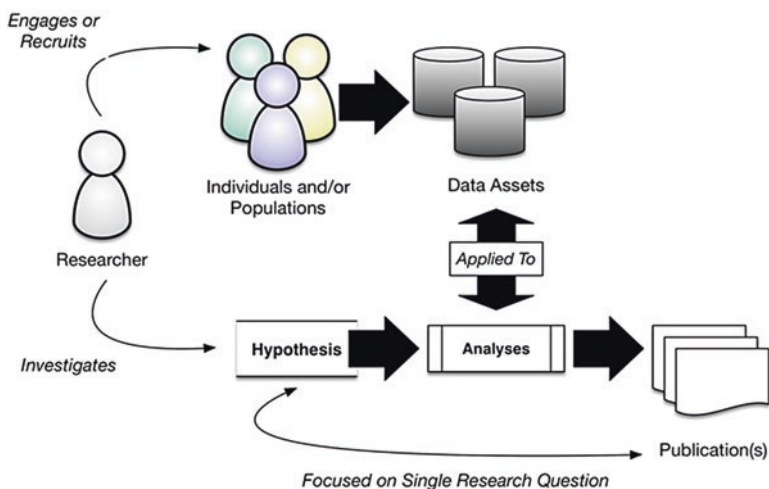 Engages or
Recruits
Individuals and/or
Populations
Data Assets
Researcher
Applied To
Investigates
Hypothesis
Analyses
Publication(s)
Focused on Single Research Question